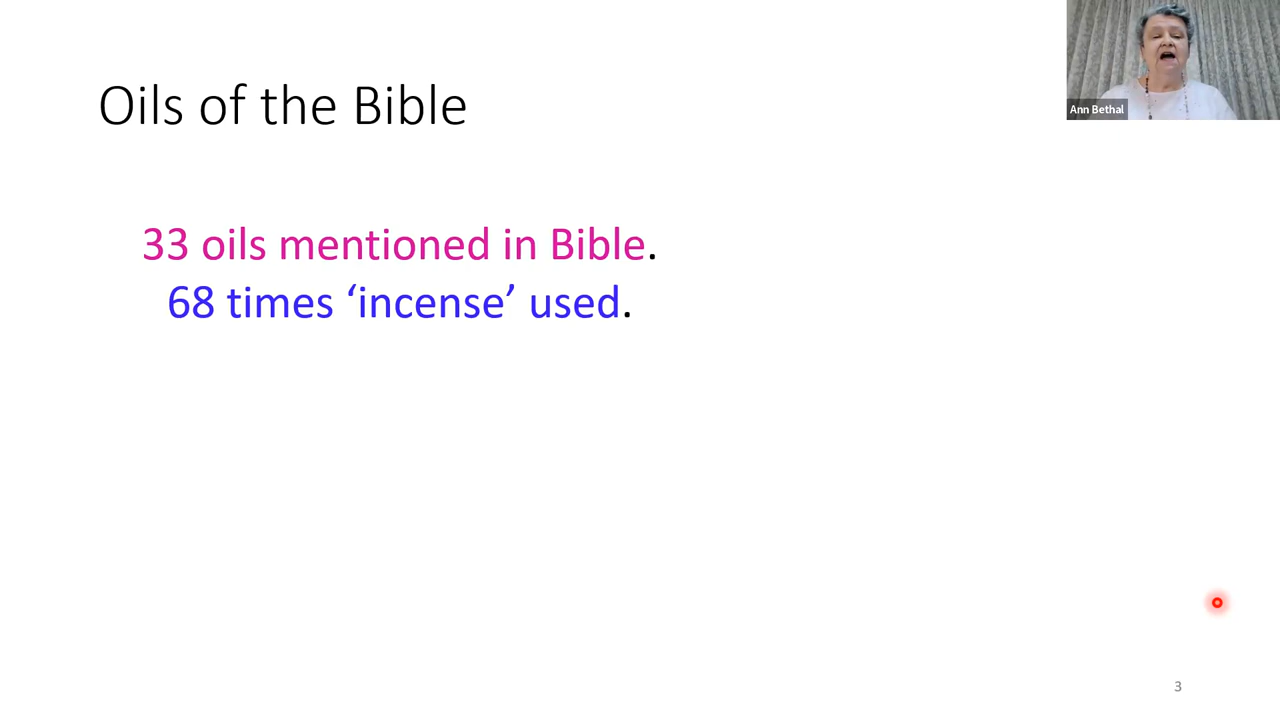 Oils of the Bible
33 oils mentioned in Bible.
68 times ‘incense’ used.
Ann Bethal
3